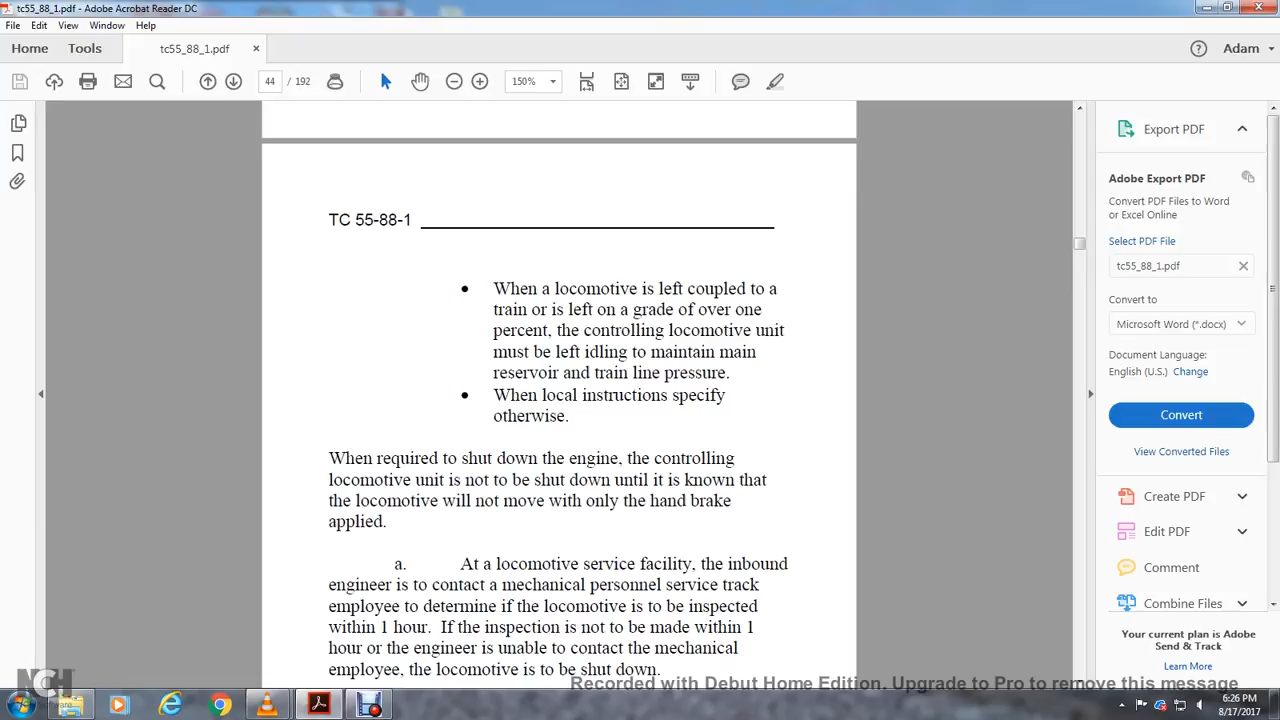 tc55_88_1.pdf - Adobe Acrobat Reader DC
File Edit View Window Help
Home Tools tc55_88_1.pdf × Adam
44 / 192 150%
TC 55-88-1
• When a locomotive is left coupled to a
train or is left on a grade of over one
percent, the controlling locomotive unit
must be left idling to maintain main
reservoir and train line pressure.
• When local instructions specify
otherwise.
When required to shut down the engine, the controlling
locomotive unit is not to be shut down until it is known that
the locomotive will not move with only the hand brake
applied.
a. At a locomotive service facility, the inbound
engineer is to contact a mechanical personnel service track
employee to determine if the locomotive is to be inspected
within 1 hour. If the inspection is not to be made within 1
hour or the engineer is unable to contact the mechanical
employee, the locomotive is to be shut down.
Export PDF
Adobe Export PDF
Convert PDF Files to Word
or Excel Online
Select PDF File
tc55_88_1.pdf
Convert to
Microsoft Word (*.docx)
Document Language:
English (U.S.) Change
Convert
View Converted Files
Create PDF
Edit PDF
Comment
Combine Files
Your current plan is Adobe
Send & Track
Learn More
NCH
Software
Recorded with Debut Home Edition. Upgrade to Pro to remove this message
6:26 PM
8/17/2017